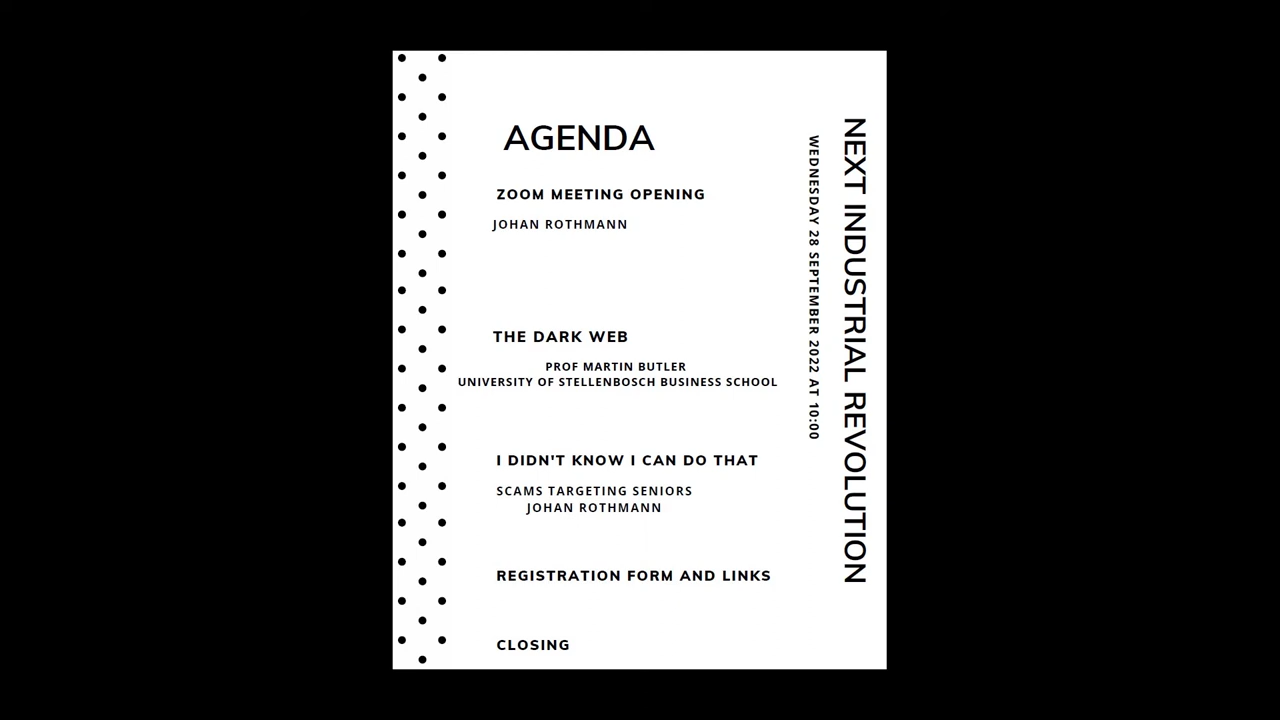 AGENDA
ZOOM MEETING OPENING
JOHAN ROTHMANN
THE DARK WEB
PROF MARTIN BUTLER
UNIVERSITY OF STELLENBOSCH BUSINESS SCHOOL
I DIDN'T KNOW I CAN DO THAT
SCAMS TARGETING SENIORS
JOHAN ROTHMANN
REGISTRATION FORM AND LINKS
CLOSING
NEXT INDUSTRIAL REVOLUTION
WEDNESDAY 28 SEPTEMBER 2022 AT 10:00